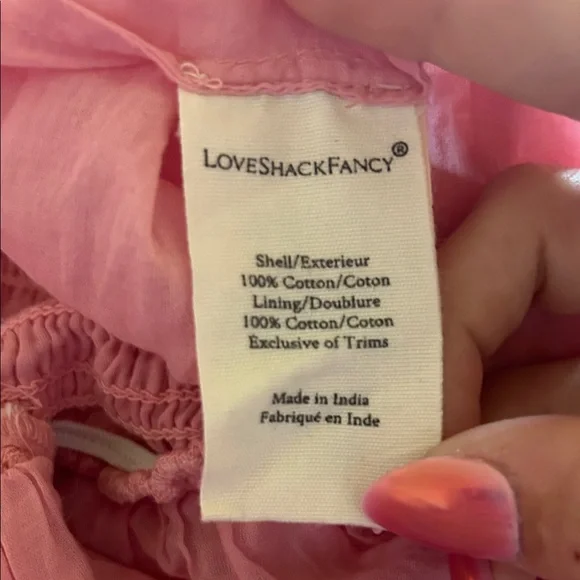 LOVESHACKFANCY®
Shell/Exterieur
100% Cotton/Coton
Lining/Doublure
100% Cotton/Coton
Exclusive of Trims
Made in India
Fabriqué en Inde